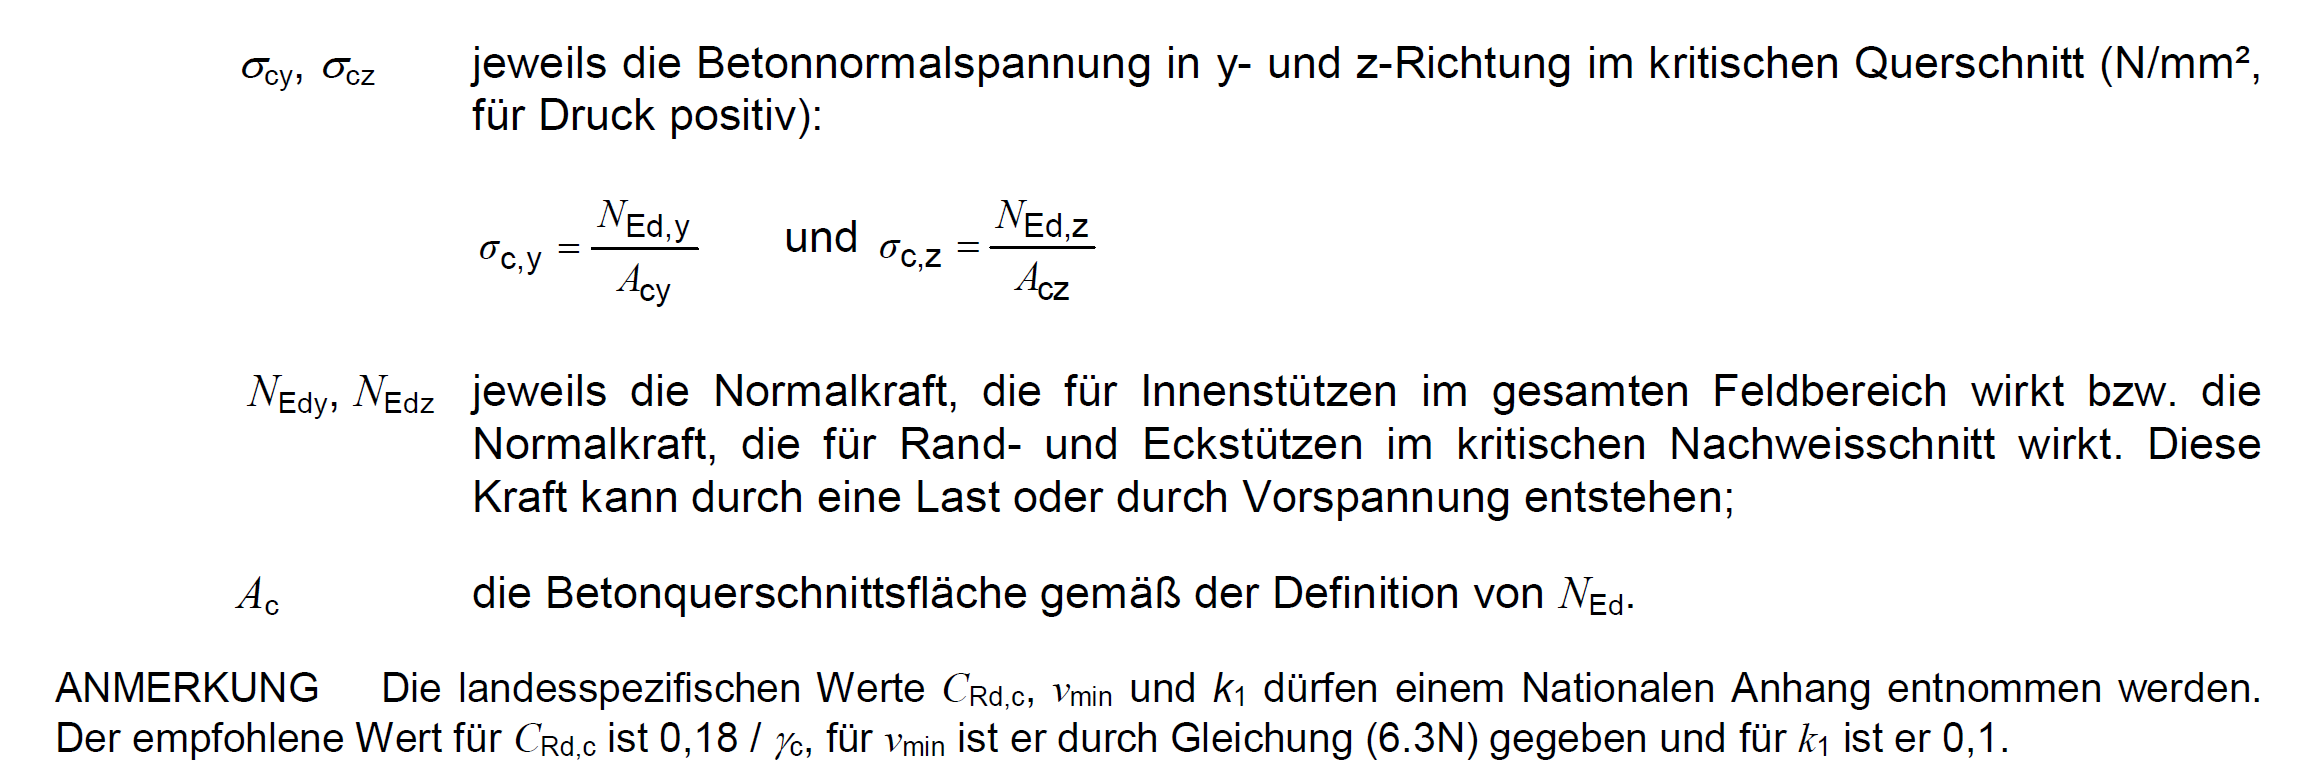 σcy, σcz jeweils die Betonnormalspannung in y- und z-Richtung im kritischen Querschnitt (N/mm²,
für Druck positiv):
σc,y = NEd,y / Acy und σc,z = NEd,z / Acz
NEdy, NEdz jeweils die Normalkraft, die für Innenstützen im gesamten Feldbereich wirkt bzw. die
Normalkraft, die für Rand- und Eckstützen im kritischen Nachweisschnitt wirkt. Diese
Kraft kann durch eine Last oder durch Vorspannung entstehen;
Ac die Betonquerschnittsfläche gemäß der Definition von NEd.
ANMERKUNG Die landesspezifischen Werte CRd,c, vmin und k1 dürfen einem Nationalen Anhang entnommen werden.
Der empfohlene Wert für CRd,c ist 0,18 / γc, für vmin ist er durch Gleichung (6.3N) gegeben und für k1 ist er 0,1.